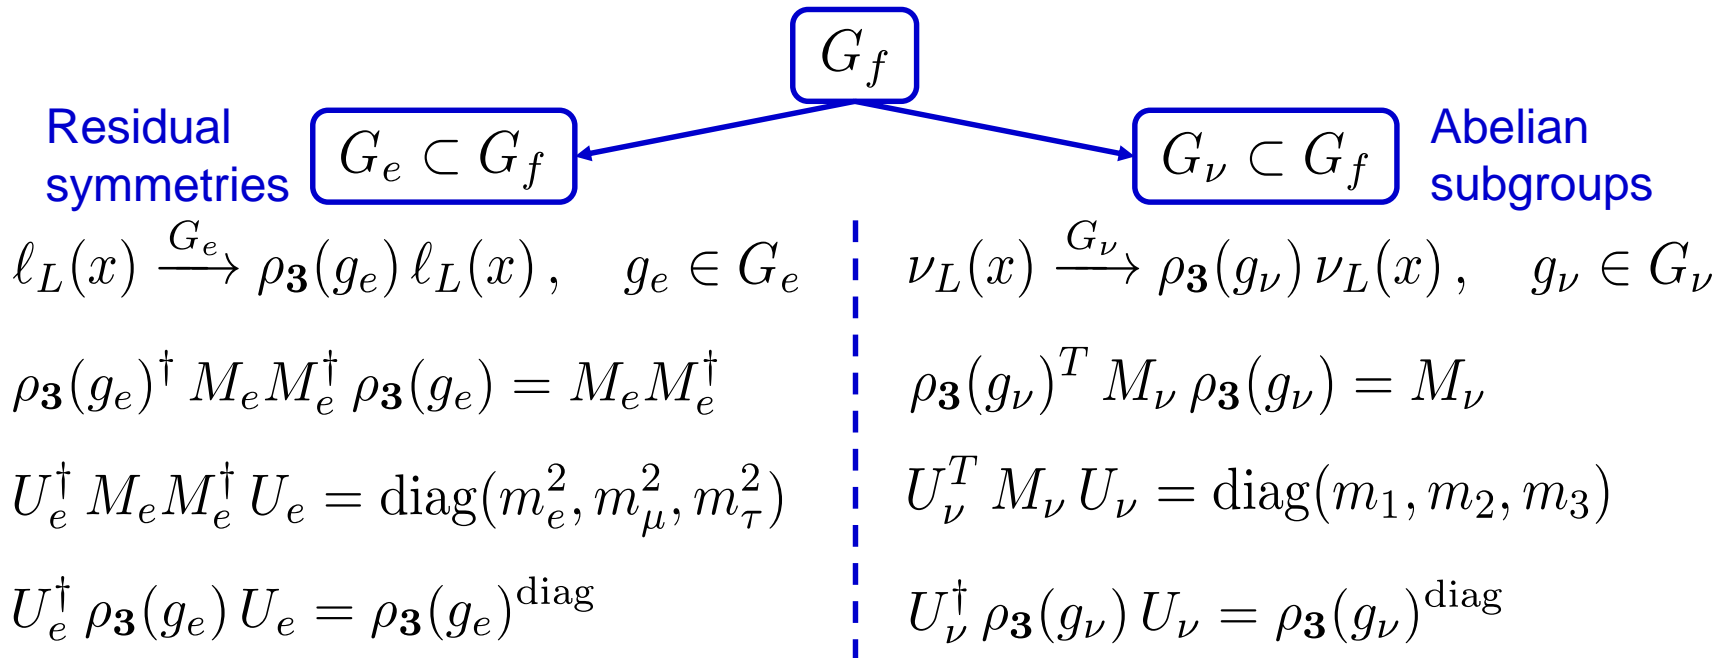 G_f
Residual symmetries
G_e ⊂ G_f
G_ν ⊂ G_f
Abelian subgroups
ℓ_L(x) \xrightarrow{G_e} ρ_𝟑(g_e) ℓ_L(x) ,  g_e ∈ G_e
ρ_𝟑(g_e)^† M_e M_e^† ρ_𝟑(g_e) = M_e M_e^†
U_e^† M_e M_e^† U_e = diag(m_e^2, m_μ^2, m_τ^2)
U_e^† ρ_𝟑(g_e) U_e = ρ_𝟑(g_e)^{diag}
ν_L(x) \xrightarrow{G_ν} ρ_𝟑(g_ν) ν_L(x) ,  g_ν ∈ G_ν
ρ_𝟑(g_ν)^T M_ν ρ_𝟑(g_ν) = M_ν
U_ν^T M_ν U_ν = diag(m_1, m_2, m_3)
U_ν^† ρ_𝟑(g_ν) U_ν = ρ_𝟑(g_ν)^{diag}